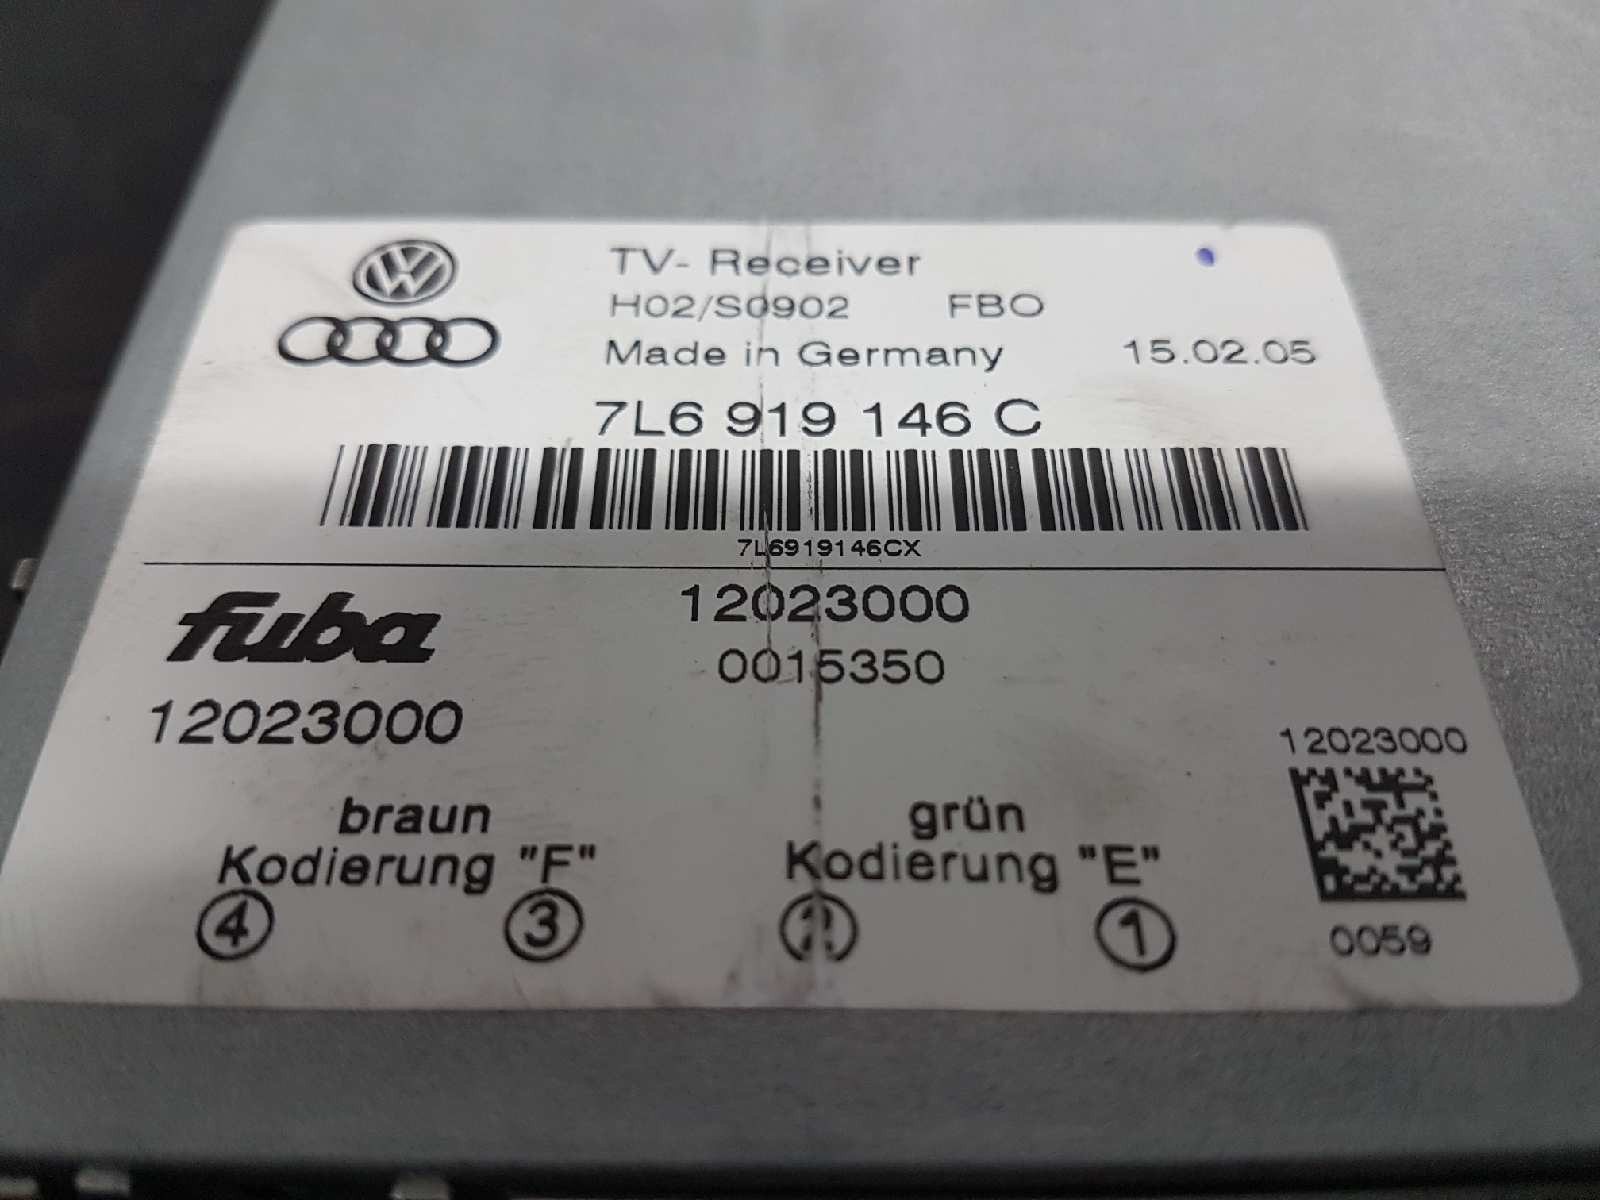 TV- Receiver
H02/S0902 FBO
Made in Germany 15.02.05
7L6 919 146 C
7L6919146CX
fuba 12023000
0015350
12023000
12023000
braun grün
Kodierung "F" Kodierung "E"
4 3 2 1
0059